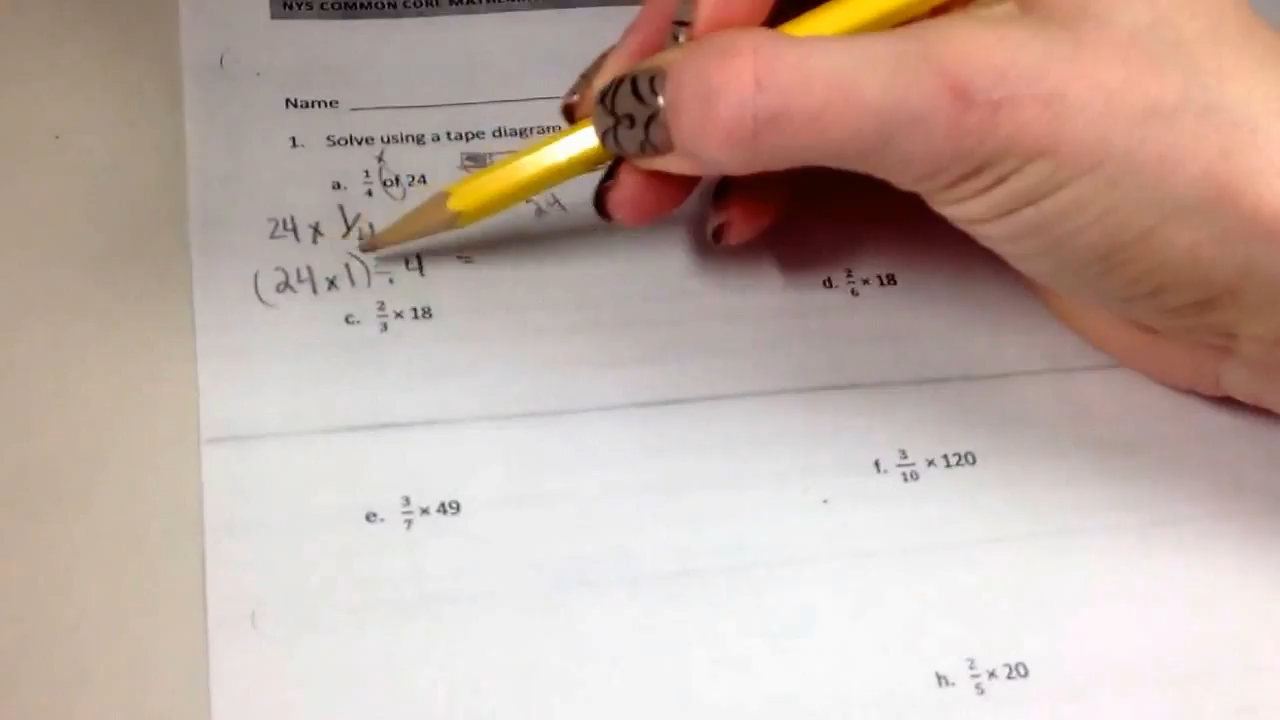 NYS COMMON CORE
Name
1. Solve using a tape diagram
x
a. 1/4 of 24
24
24 x 1/4
(24 x 1) ÷ 4 =
c. 2/3 × 18
d. 2/6 × 18
e. 3/7 × 49
f. 3/10 × 120
h. 2/5 × 20